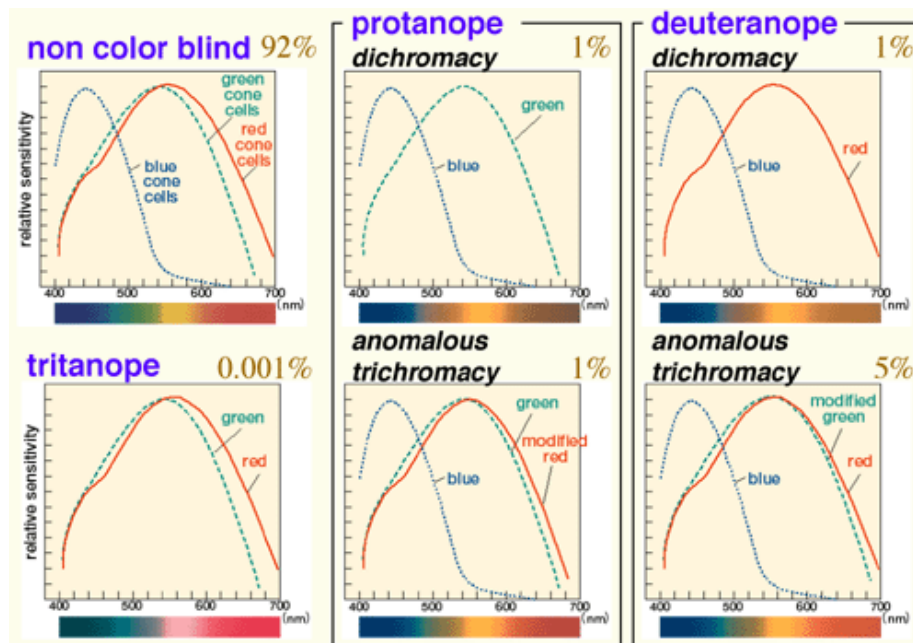 non color blind 92%
green
cone
cells
red
cone
cells
blue
cone
cells
relative sensitivity
400 500 600 700
(nm)
protanope
dichromacy 1%
green
blue
400 500 600 700
(nm)
deuteranope
dichromacy 1%
red
blue
400 500 600 700
(nm)
tritanope 0.001%
green
red
relative sensitivity
400 500 600 700
(nm)
anomalous
trichromacy 1%
green
modified
red
blue
400 500 600 700
(nm)
anomalous
trichromacy 5%
modified
green
red
blue
400 500 600 700
(nm)